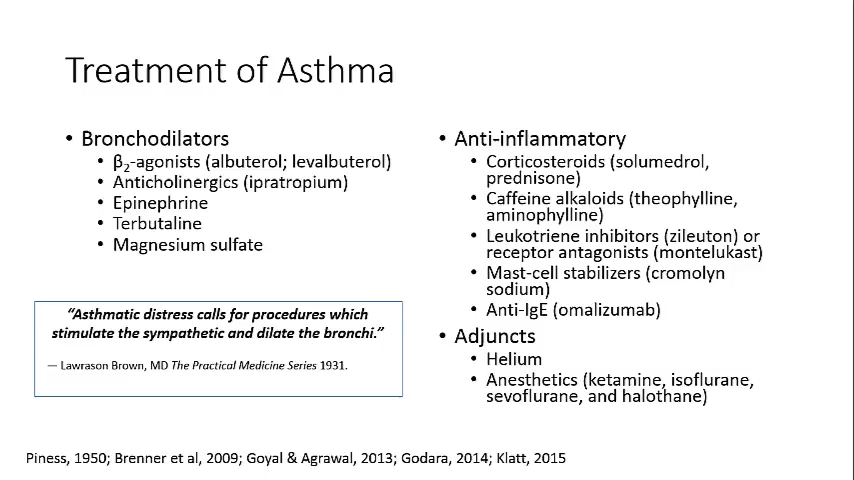 Treatment of Asthma
• Bronchodilators
• β₂-agonists (albuterol; levalbuterol)
• Anticholinergics (ipratropium)
• Epinephrine
• Terbutaline
• Magnesium sulfate
“Asthmatic distress calls for procedures which
stimulate the sympathetic and dilate the bronchi.”
— Lawrason Brown, MD The Practical Medicine Series 1931.
• Anti-inflammatory
• Corticosteroids (solumedrol,
prednisone)
• Caffeine alkaloids (theophylline,
aminophylline)
• Leukotriene inhibitors (zileuton) or
receptor antagonists (montelukast)
• Mast-cell stabilizers (cromolyn
sodium)
• Anti-IgE (omalizumab)
• Adjuncts
• Helium
• Anesthetics (ketamine, isoflurane,
sevoflurane, and halothane)
Piness, 1950; Brenner et al, 2009; Goyal & Agrawal, 2013; Godara, 2014; Klatt, 2015